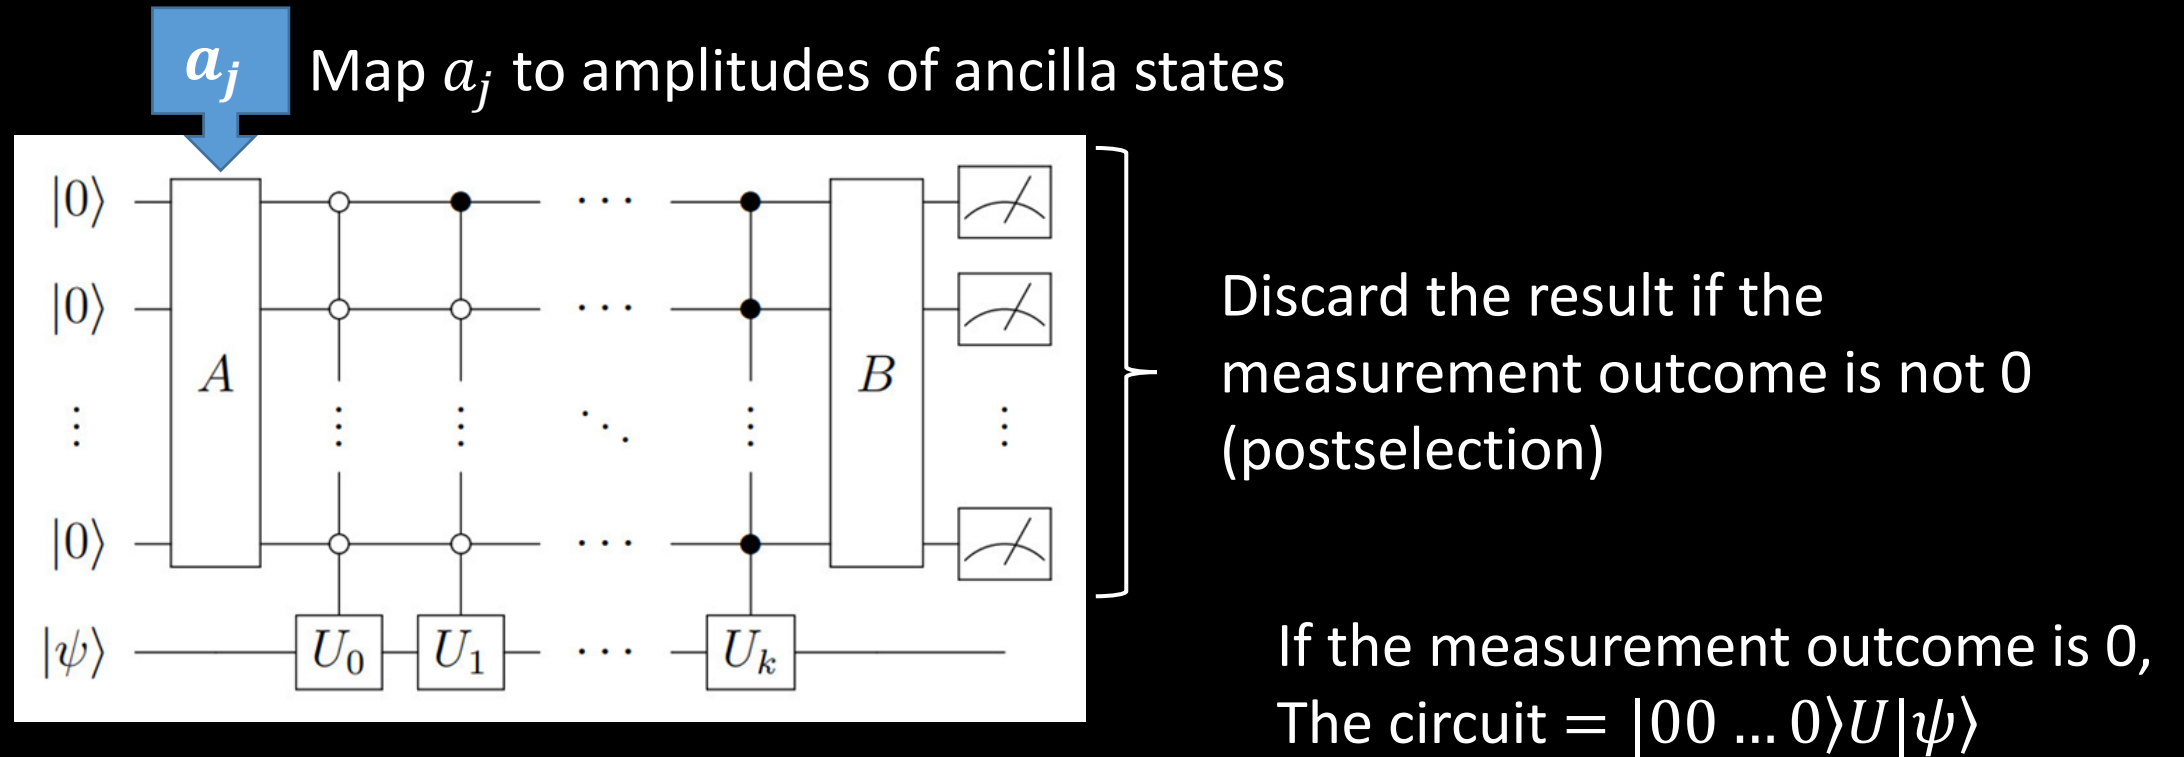 a_j
Map a_j to amplitudes of ancilla states
|0⟩ ...
|0⟩ ...
A B
⋮ ⋮ ⋮ ⋱ ⋮ ⋮
|0⟩ ...
|ψ⟩ U_0 U_1 ... U_k
Discard the result if the
measurement outcome is not 0
(postselection)
If the measurement outcome is 0,
The circuit = |00 ... 0⟩U|ψ⟩